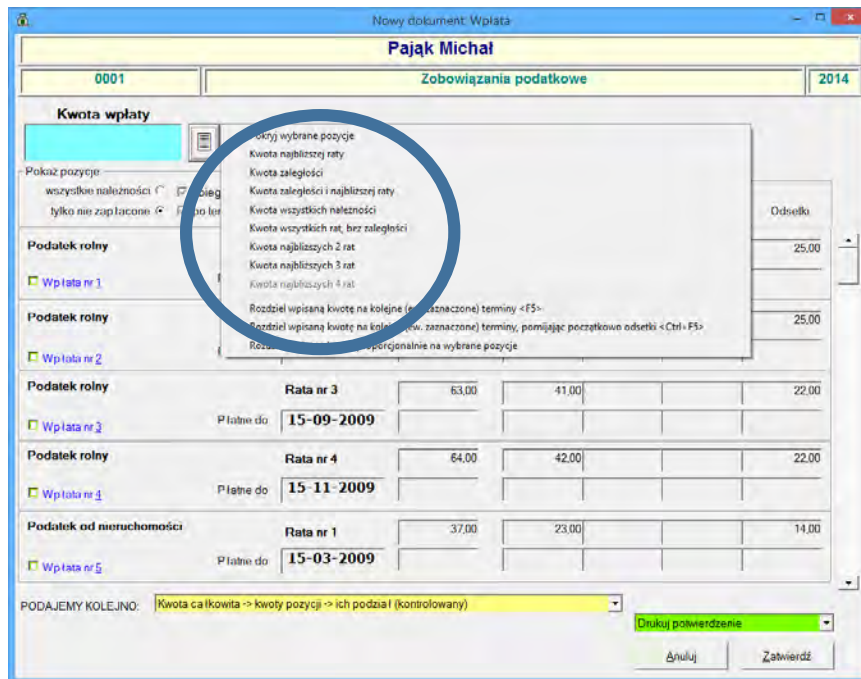 Nowy dokument: Wpłata
Pająk Michał
0001 Zobowiązania podatkowe 2014
Kwota wpłaty
Pokryj wybrane pozycje
Kwota najbliższej raty
Kwota zaległości
Kwota zaległości i najbliższej raty
Kwota wszystkich należności
Kwota wszystkich rat, bez zaległości
Kwota najbliższych 2 rat
Kwota najbliższych 3 rat
Kwota najbliższych 4 rat
Rozdziel wpisaną kwotę na kolejne (ew. zaznaczone) terminy <F5>
Rozdziel wpisaną kwotę na kolejne (ew. zaznaczone) terminy, pomijając początkowo odsetki <Ctrl+F5>
proporcjonalnie na wybrane pozycje
Pokaż pozycje
wszystkie należności
tylko nie zapłacone
Odsetki
Podatek rolny 25,00
Wpłata nr 1
Podatek rolny 25,00
Wpłata nr 2
Podatek rolny Rata nr 3 63,00 41,00 22,00
Wpłata nr 3 Płatne do 15-09-2009
Podatek rolny Rata nr 4 64,00 42,00 22,00
Wpłata nr 4 Płatne do 15-11-2009
Podatek od nieruchomości Rata nr 1 37,00 23,00 14,00
Wpłata nr 5 Płatne do 15-03-2009
PODAJEMY KOLEJNO: Kwota całkowita -> kwoty pozycji -> ich podział (kontrolowany)
Drukuj potwierdzenie
Anuluj Zatwierdź